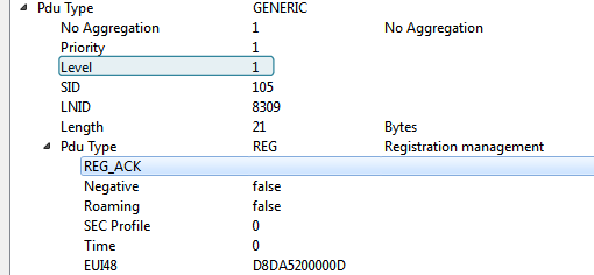 Pdu Type GENERIC
No Aggregation 1 No Aggregation
Priority 1
Level 1
SID 105
LNID 8309
Length 21 Bytes
Pdu Type REG Registration management
REG_ACK
Negative false
Roaming false
SEC Profile 0
Time 0
EUI48 D8DA5200000D